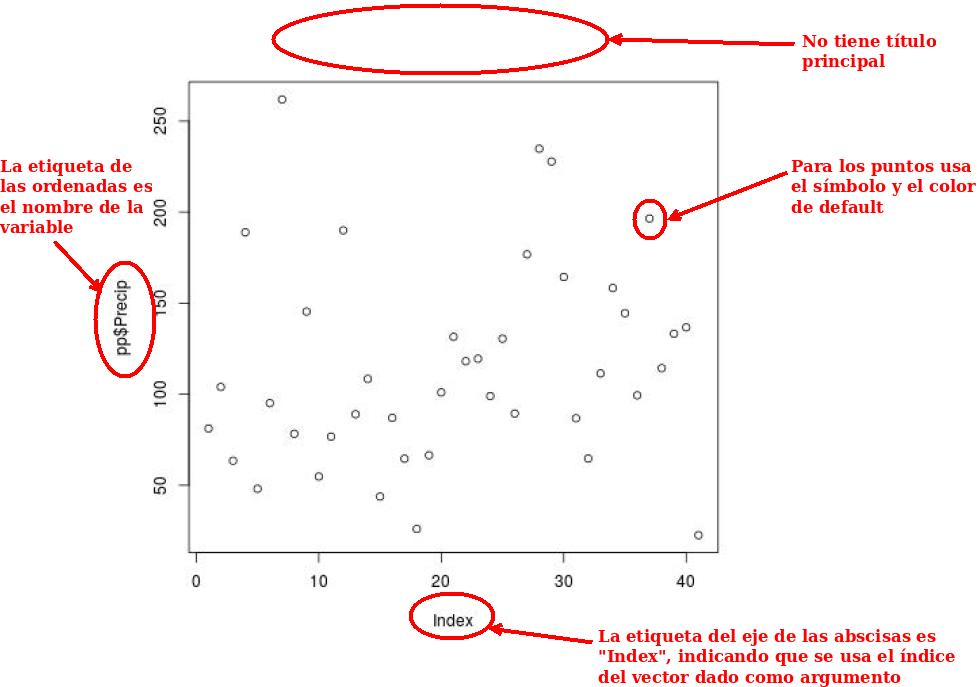 No tiene título
principal
La etiqueta de
las ordenadas es
el nombre de la
variable
Para los puntos usa
el símbolo y el color
de default
pp$Precip
250
200
150
100
50
0 10 20 30 40
Index
La etiqueta del eje de las abscisas es
"Index", indicando que se usa el índice
del vector dado como argumento